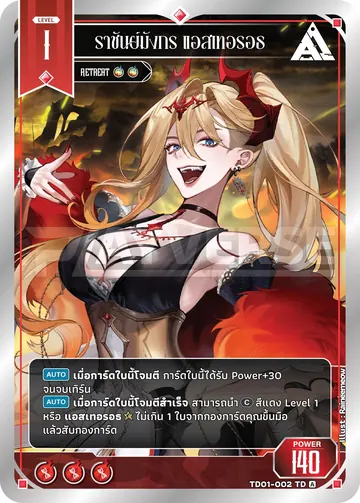 LEVEL
I
ราชันย์มังกร แอสเทอรอธ
AL
RETREAT
PLAYVERSE
AUTO เมื่อการ์ดใบนี้โจมตี การ์ดใบนี้ได้รับ Power+30
จนจบเทิร์น
AUTO เมื่อการ์ดใบนี้โจมตีสำเร็จ สามารถนำ Ⓒ สีแดง Level 1
หรือ แอสเทอรอธ ไม่เกิน 1 ใบจากกองการ์ดคุณขึ้นมือ
แล้วสับกองการ์ด
Illust : Raineemeow
POWER
140
TD01-002 TD A